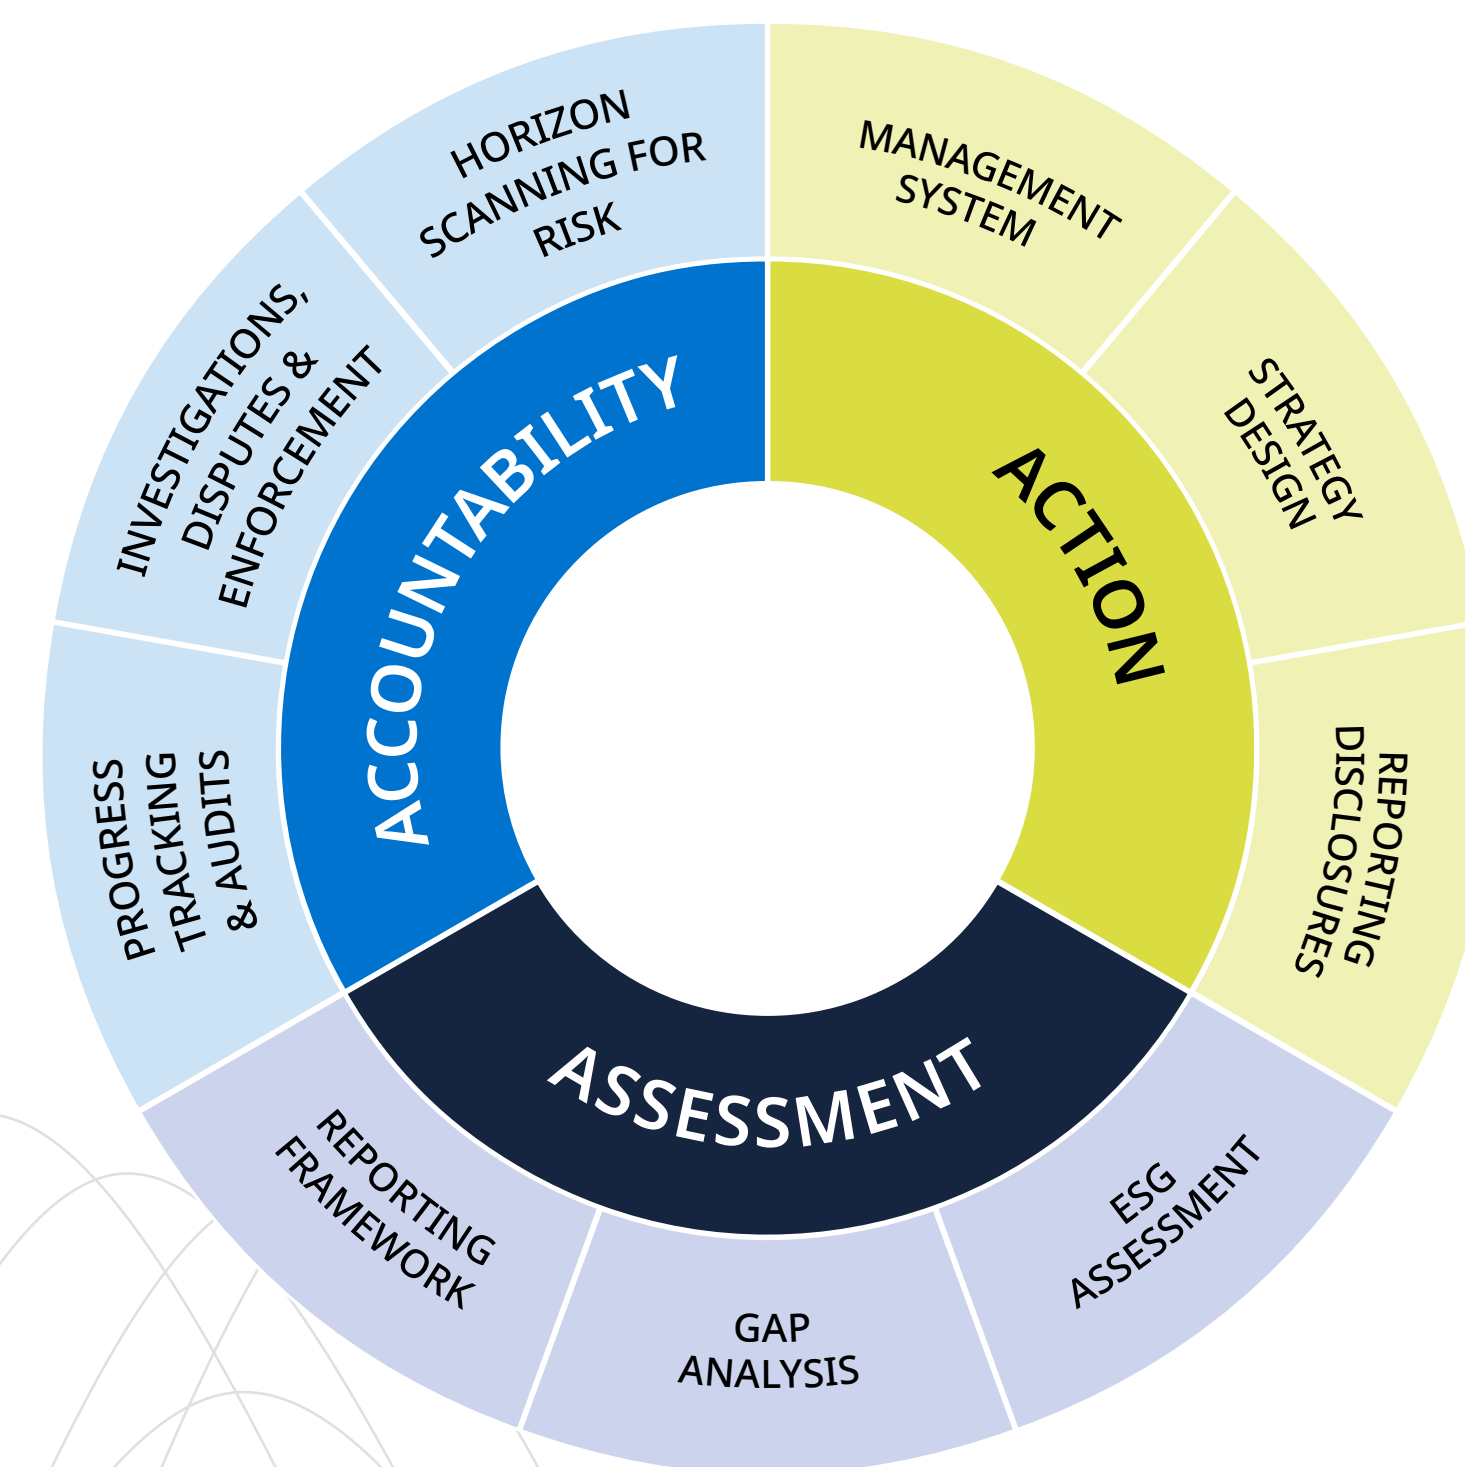 HORIZON
SCANNING FOR
RISK
MANAGEMENT
SYSTEM
STRATEGY
DESIGN
REPORTING
DISCLOSURES
ESG
ASSESSMENT
GAP
ANALYSIS
REPORTING
FRAMEWORK
PROGRESS
TRACKING
& AUDITS
INVESTIGATIONS,
DISPUTES &
ENFORCEMENT
ACCOUNTABILITY
ACTION
ASSESSMENT